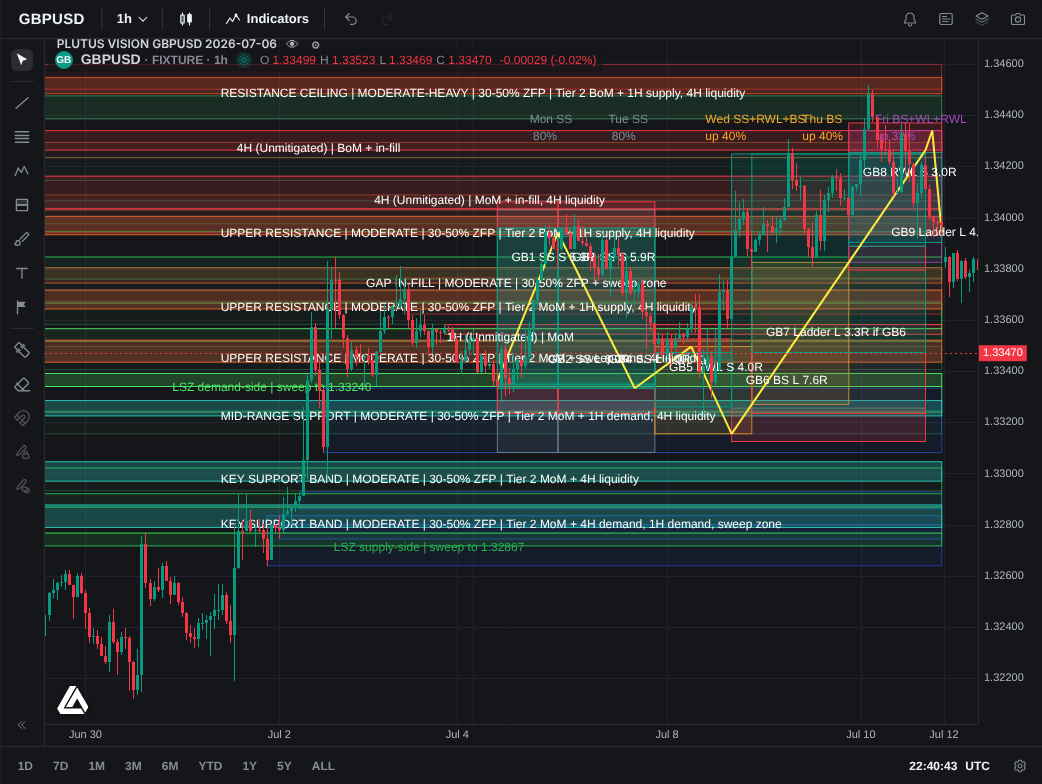 GBPUSD 1h Indicators
PLUTUS VISION GBPUSD 2026-07-06
GB GBPUSD · FIXTURE · 1h O 1.33499 H 1.33523 L 1.33469 C 1.33470 -0.00029 (-0.02%)
RESISTANCE CEILING | MODERATE-HEAVY | 30-50% ZFP | Tier 2 BoM + 1H supply, 4H liquidity
Mon SS
80%
Tue SS
80%
Wed SS+RWL+BS
up 40%
Thu BS
up 40%
Fri BS+WL+RWL
4H (Unmitigated) | BoM + in-fill
GB8 RWL S 3.0R
4H (Unmitigated) | MoM + in-fill, 4H liquidity
UPPER RESISTANCE | MODERATE | 30-50% ZFP | Tier 2 BoM + 1H supply, 4H liquidity
GB9 Ladder L 4.
GB1 SS S 5.9R
GAP IN-FILL | MODERATE | 30-50% ZFP + sweep zone
UPPER RESISTANCE | MODERATE | 30-50% ZFP | Tier 2 MoM + 1H supply, 4H liquidity
GB7 Ladder L 3.3R if GB6
1H (Unmitigated) | MoM
UPPER RESISTANCE | MODERATE | 30-50% ZFP | Tier 2
GB5 RWL S 4.0R
GB6 BS L 7.6R
LSZ demand-side | sweep to 1.33240
MID-RANGE SUPPORT | MODERATE | 30-50% ZFP | Tier 2 MoM + 1H demand, 4H liquidity
KEY SUPPORT BAND | MODERATE | 30-50% ZFP | Tier 2 MoM + 4H liquidity
KEY SUPPORT BAND | MODERATE | 30-50% ZFP | Tier 2 MoM + 4H demand, 1H demand, sweep zone
LSZ supply-side | sweep to 1.32867
1.34600
1.34400
1.34200
1.34000
1.33800
1.33600
1.33470
1.33400
1.33200
1.33000
1.32800
1.32600
1.32400
1.32200
Jun 30 Jul 2 Jul 4 Jul 8 Jul 10 Jul 12
1D 7D 1M 3M 6M YTD 1Y 5Y ALL 22:40:43 UTC